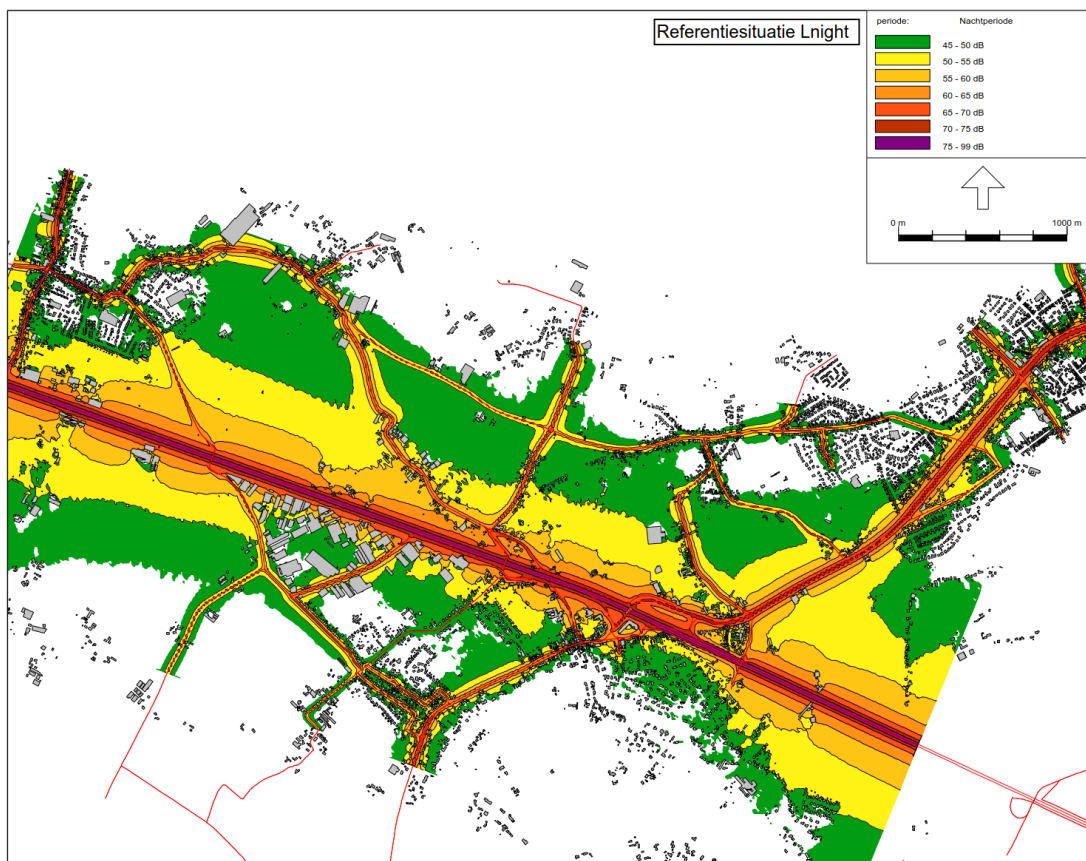 Referentiesituatie Lnight
periode: Nachtperiode
45 - 50 dB
50 - 55 dB
55 - 60 dB
60 - 65 dB
65 - 70 dB
70 - 75 dB
75 - 99 dB
0 m 1000 m